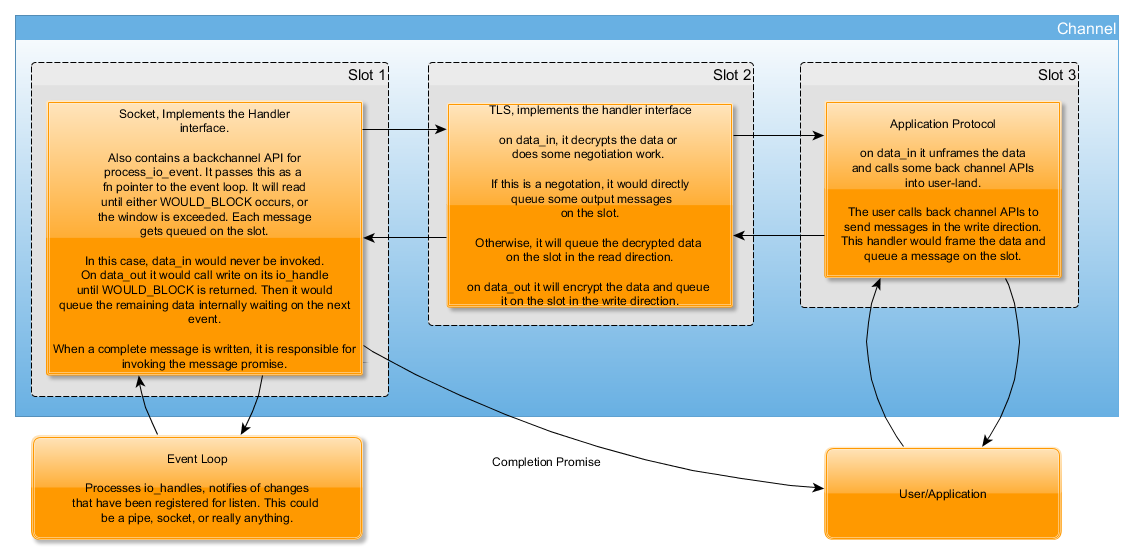 Channel
Slot 1
Socket, Implements the Handler
interface.
Also contains a backchannel API for
process_io_event. It passes this as a
fn pointer to the event loop. It will read
until either WOULD_BLOCK occurs, or
the window is exceeded. Each message
gets queued on the slot.
In this case, data_in would never be invoked.
On data_out it would call write on its io_handle
until WOULD_BLOCK is returned. Then it would
queue the remaining data internally waiting on the next
event.
When a complete message is written, it is responsible for
invoking the message promise.
Slot 2
TLS, implements the handler interface
on data_in, it decrypts the data or
does some negotiation work.
If this is a negotation, it would directly
queue some output messages
on the slot.
Otherwise, it will queue the decrypted data
on the slot in the read direction.
on data_out it will encrypt the data and queue
it on the slot in the write direction.
Slot 3
Application Protocol
on data_in it unframes the data
and calls some back channel APIs
into user-land.
The user calls back channel APIs to
send messages in the write direction.
This handler would frame the data and
queue a message on the slot.
Event Loop
Processes io_handles, notifies of changes
that have been registered for listen. This could
be a pipe, socket, or really anything.
Completion Promise
User/Application